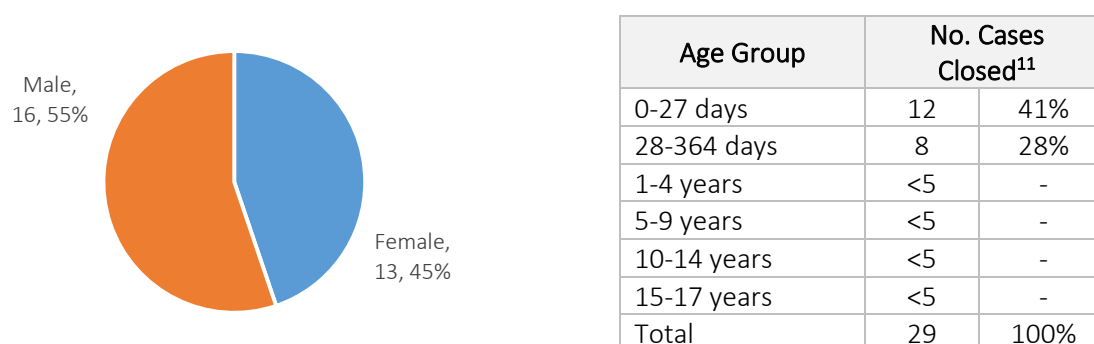 Male,
16, 55%
Female,
13, 45%
Age Group No. Cases
Closed11
0-27 days 12 41%
28-364 days 8 28%
1-4 years <5 -
5-9 years <5 -
10-14 years <5 -
15-17 years <5 -
Total 29 100%